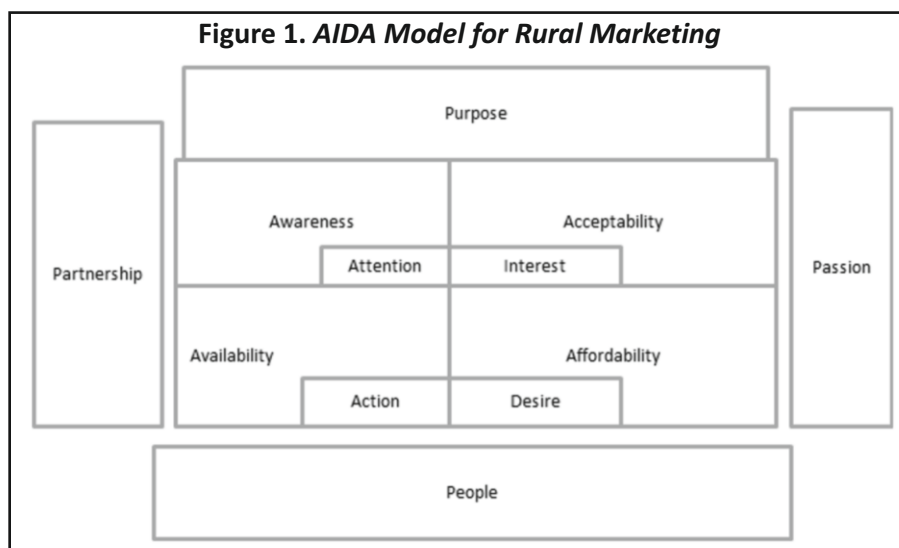 Figure 1. AIDA Model for Rural Marketing
Purpose
Awareness
Acceptability
Attention
Interest
Partnership
Passion
Availability
Affordability
Action
Desire
People